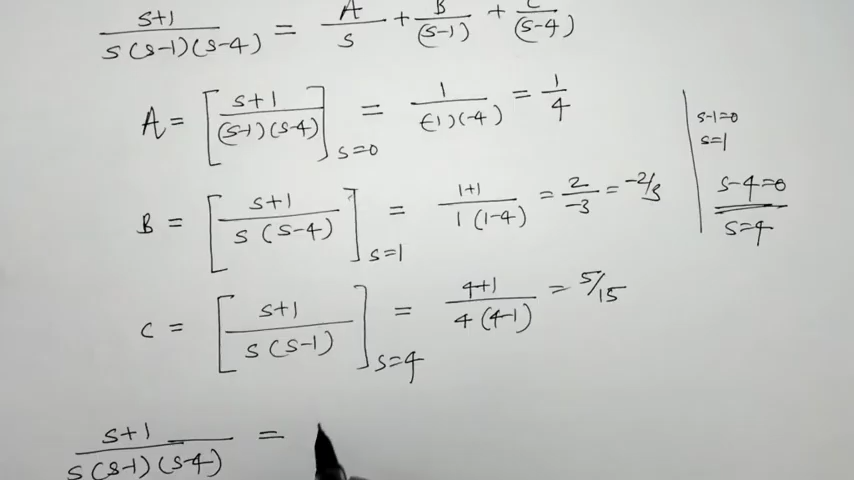 s+1 / s(s-1)(s-4) = A/s + B/(s-1) + C/(s-4)
A = [s+1 / (s-1)(s-4)] s=0 = 1 / (-1)(-4) = 1/4
s-1=0
s=1
s-4=0
s=4
B = [s+1 / s(s-4)] s=1 = 1+1 / 1(1-4) = 2/-3 = -2/3
C = [s+1 / s(s-1)] s=4 = 4+1 / 4(4-1) = 5/15
s+1 / s(s-1)(s-4) =